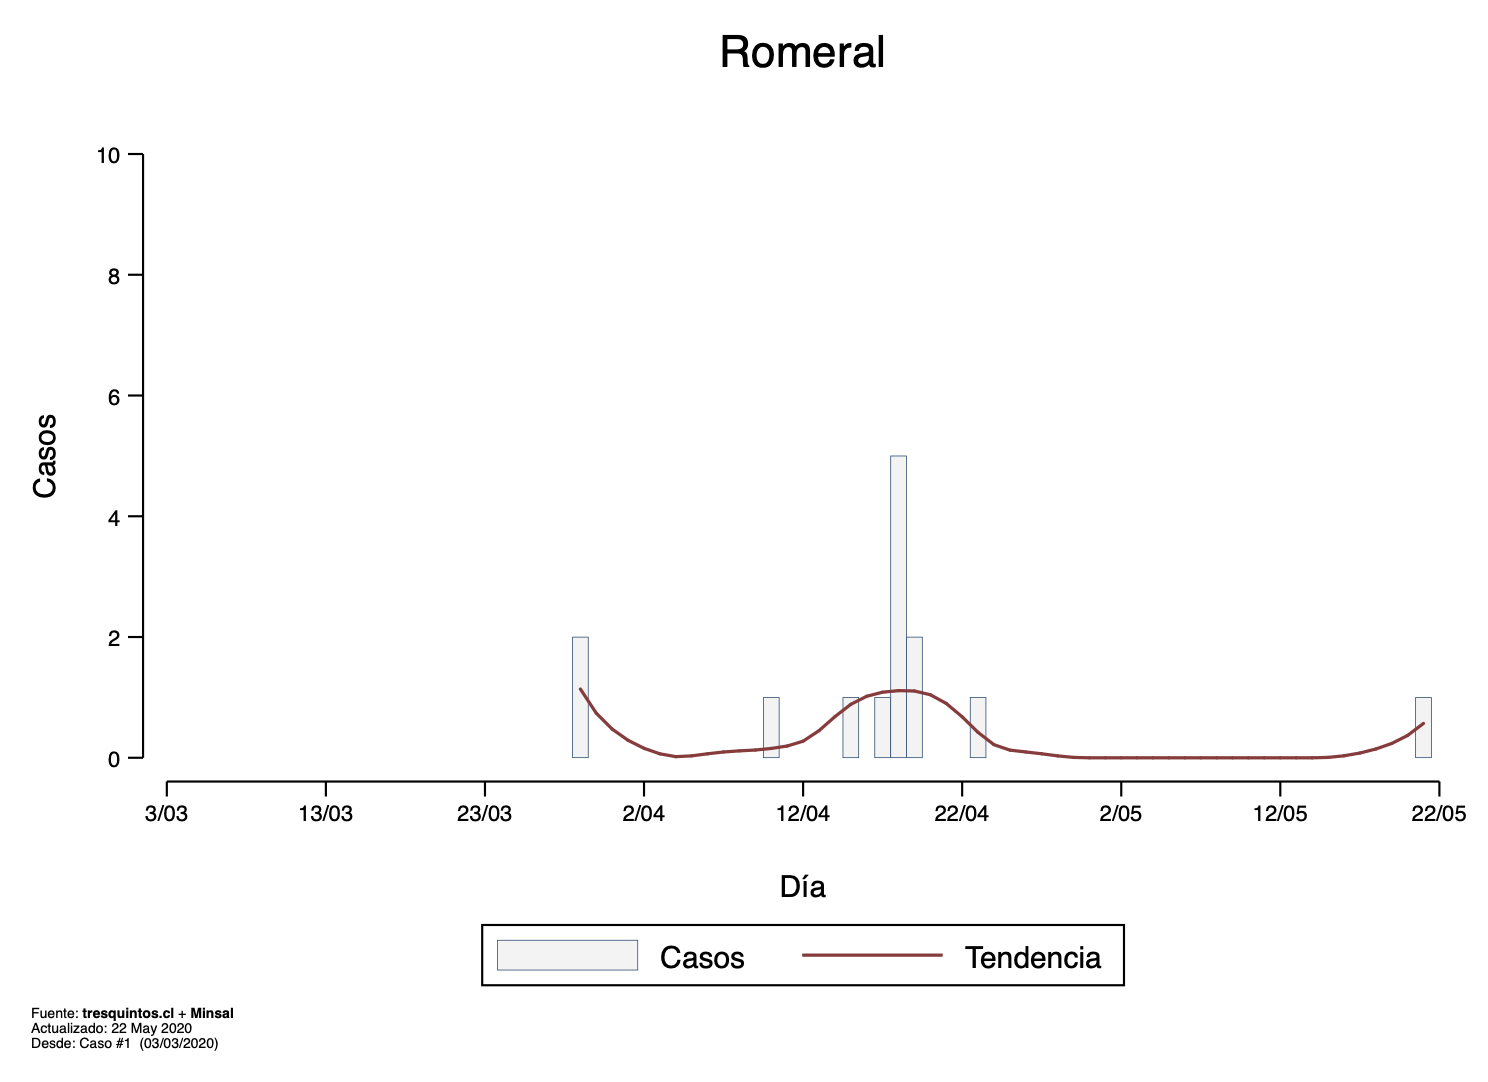 Romeral
10
8
6
4
2
0
Casos
3/03 13/03 23/03 2/04 12/04 22/04 2/05 12/05 22/05
Día
Casos Tendencia
Fuente: tresquintos.cl + Minsal
Actualizado: 22 May 2020
Desde: Caso #1 (03/03/2020)